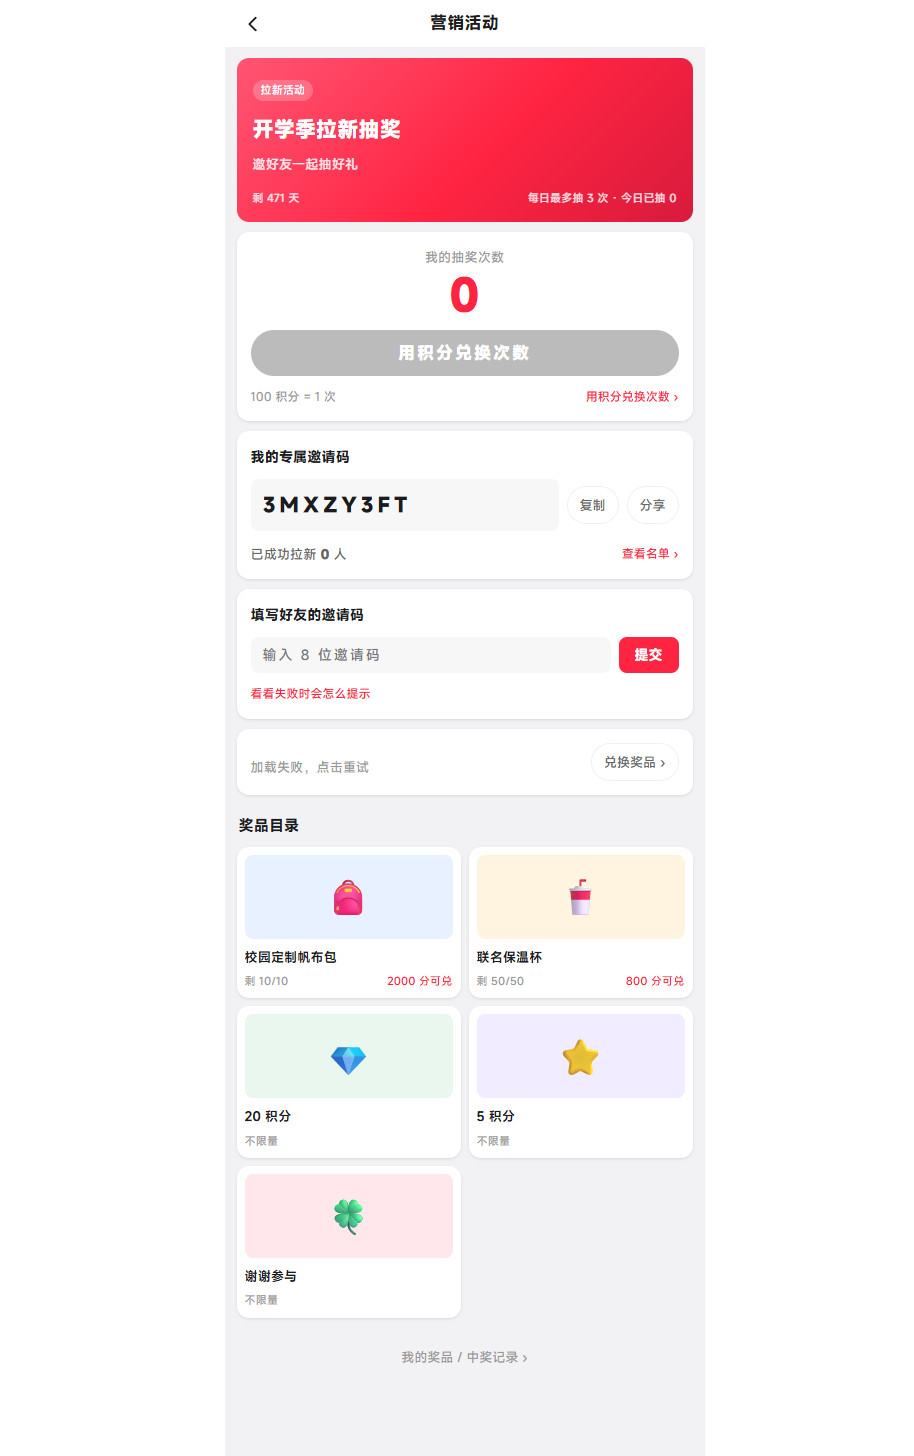 营销活动
拉新活动
开学季拉新抽奖
邀好友一起抽好礼
剩 471 天
每日最多抽 3 次 · 今日已抽 0
我的抽奖次数
0
用积分兑换次数
100 积分 = 1 次
用积分兑换次数 ›
我的专属邀请码
3MXZY3FT
复制
分享
已成功拉新 0 人
查看名单 ›
填写好友的邀请码
输入 8 位邀请码
提交
看看失败时会怎么提示
加载失败，点击重试
兑换奖品 ›
奖品目录
校园定制帆布包
剩 10/10
2000 分可兑
联名保温杯
剩 50/50
800 分可兑
20 积分
不限量
5 积分
不限量
谢谢参与
不限量
我的奖品 / 中奖记录 ›